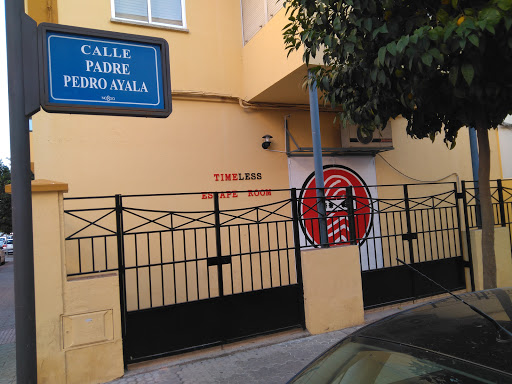 CALLE
PADRE
PEDRO AYALA
TIMELESS
ESCAPE ROOM